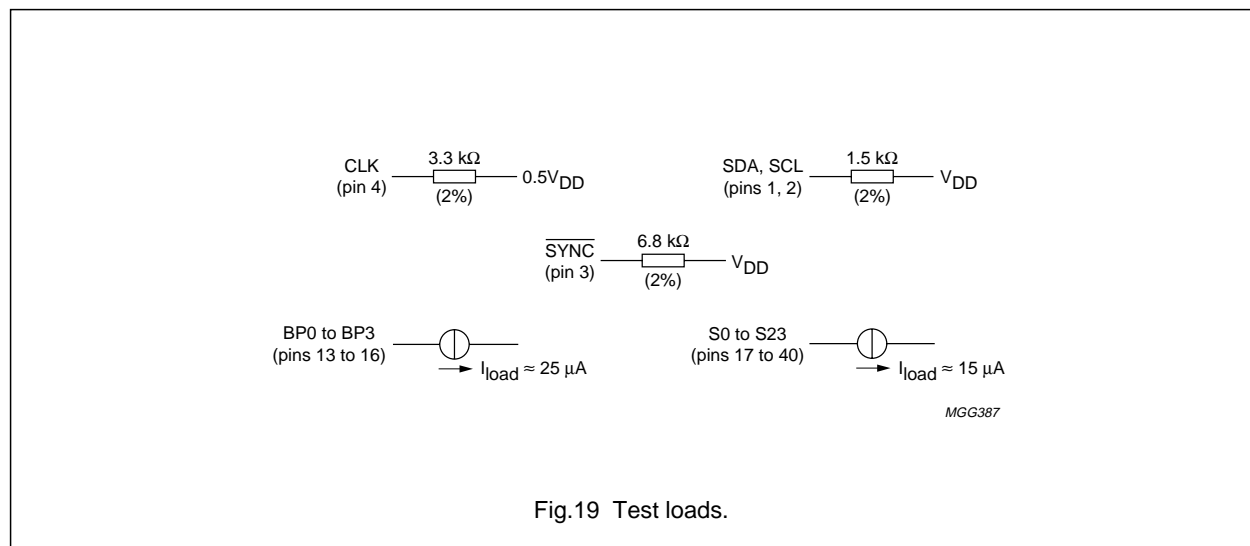 CLK
(pin 4)
3.3 kΩ
(2%)
0.5VDD
SDA, SCL
(pins 1, 2)
1.5 kΩ
(2%)
VDD
SYNC
(pin 3)
6.8 kΩ
(2%)
VDD
BP0 to BP3
(pins 13 to 16)
Iload ≈ 25 μA
S0 to S23
(pins 17 to 40)
Iload ≈ 15 μA
MGG387
Fig.19 Test loads.